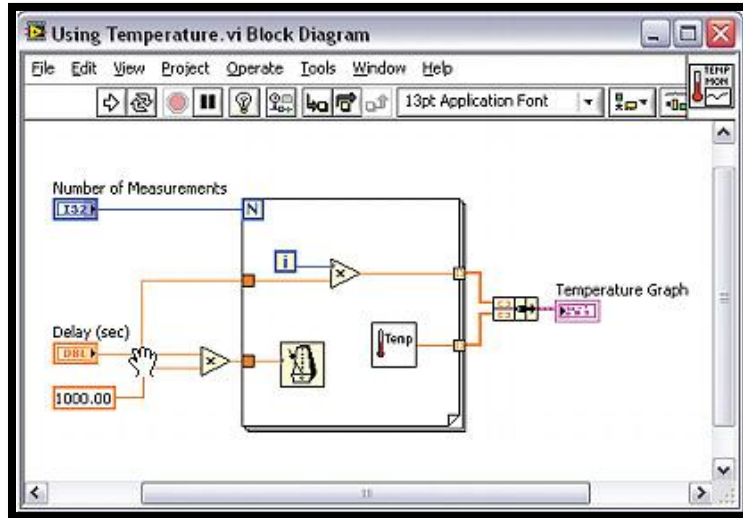 Using Temperature.vi Block Diagram
File Edit View Project Operate Tools Window Help
TEMP
MON
13pt Application Font
Number of Measurements
I32
N
i
x
Temperature Graph
Delay (sec)
DBL
x
Temp
1000.00